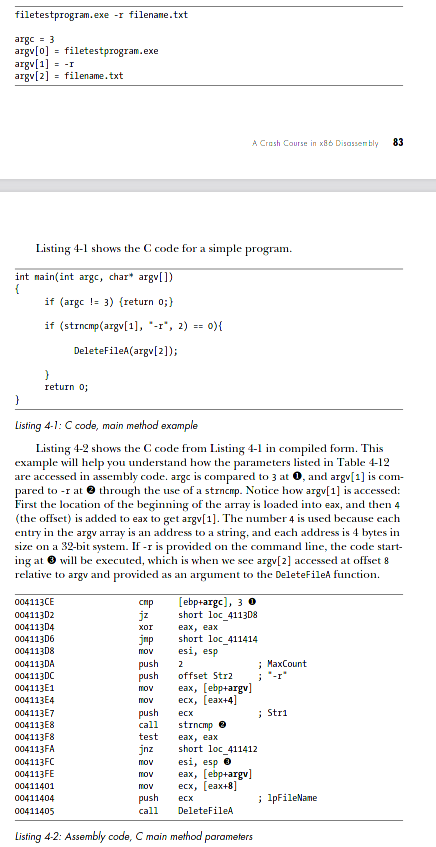 filetestprogram.exe -r filename.txt
argc = 3
argv[0] = filetestprogram.exe
argv[1] = -r
argv[2] = filename.txt
A Crash Course in x86 Disassembly 83
Listing 4-1 shows the C code for a simple program.
int main(int argc, char* argv[])
{
if (argc != 3) {return 0;}
if (strncmp(argv[1], "-r", 2) == 0){
DeleteFileA(argv[2]);
}
return 0;
}
Listing 4-1: C code, main method example
Listing 4-2 shows the C code from Listing 4-1 in compiled form. This
example will help you understand how the parameters listed in Table 4-12
are accessed in assembly code. argc is compared to 3 at ❶, and argv[1] is com-
pared to -r at ❷ through the use of a strncmp. Notice how argv[1] is accessed:
First the location of the beginning of the array is loaded into eax, and then 4
(the offset) is added to eax to get argv[1]. The number 4 is used because each
entry in the argv array is an address to a string, and each address is 4 bytes in
size on a 32-bit system. If -r is provided on the command line, the code start-
ing at ❸ will be executed, which is when we see argv[2] accessed at offset 8
relative to argv and provided as an argument to the DeleteFileA function.
004113CE cmp [ebp+argc], 3 ❶
004113D2 jz short loc_4113D8
004113D4 xor eax, eax
004113D6 jmp short loc_411414
004113D8 mov esi, esp
004113DA push 2 ; MaxCount
004113DC push offset Str2 ; "-r"
004113E1 mov eax, [ebp+argv]
004113E4 mov ecx, [eax+4]
004113E7 push ecx ; Str1
004113E8 call strncmp ❷
004113F8 test eax, eax
004113FA jnz short loc_411412
004113FC mov esi, esp ❸
004113FE mov eax, [ebp+argv]
00411401 mov ecx, [eax+8]
00411404 push ecx ; lpFileName
00411405 call DeleteFileA
Listing 4-2: Assembly code, C main method parameters